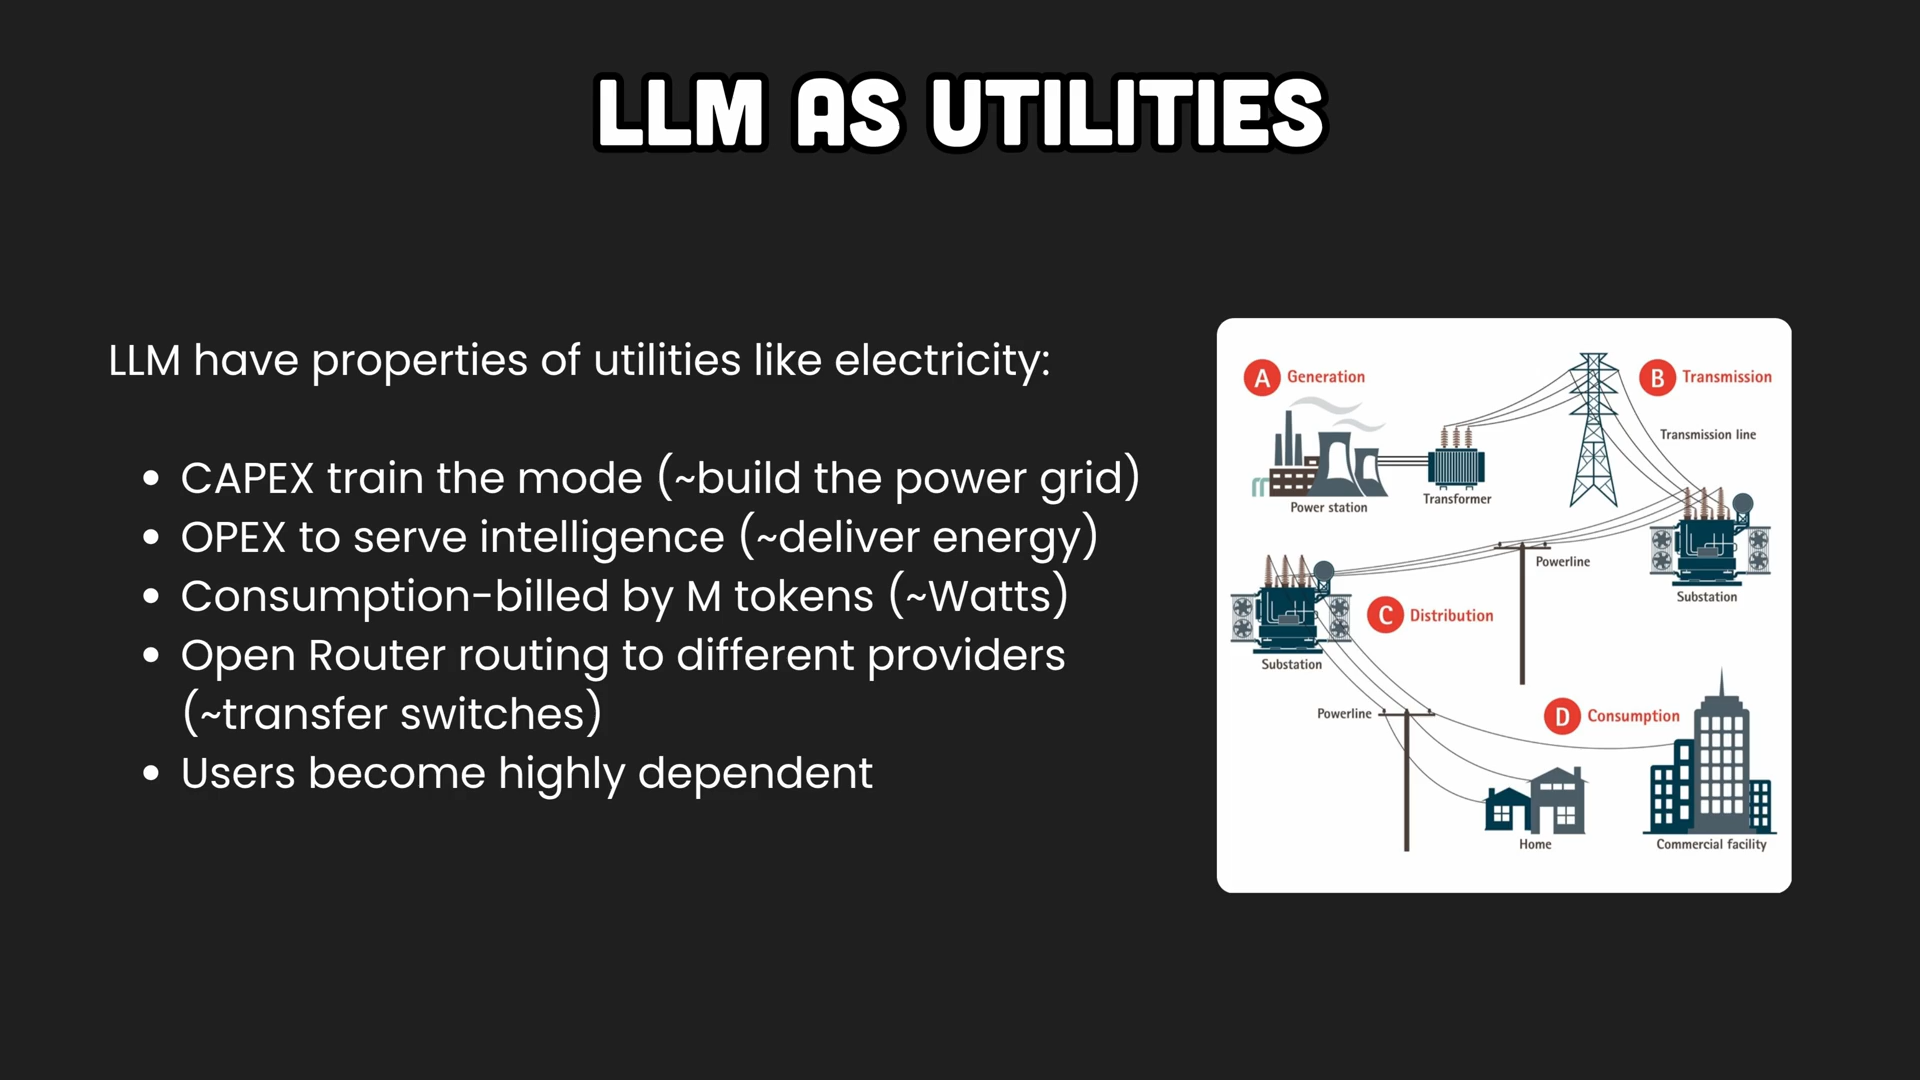 LLM AS UTILITIES
LLM have properties of utilities like electricity:
• CAPEX train the mode (~build the power grid)
• OPEX to serve intelligence (~deliver energy)
• Consumption-billed by M tokens (~Watts)
• Open Router routing to different providers
(~transfer switches)
• Users become highly dependent
A Generation
B Transmission
Transmission line
Power station
Transformer
Powerline
Substation
C Distribution
Substation
Powerline
D Consumption
Home
Commercial facility